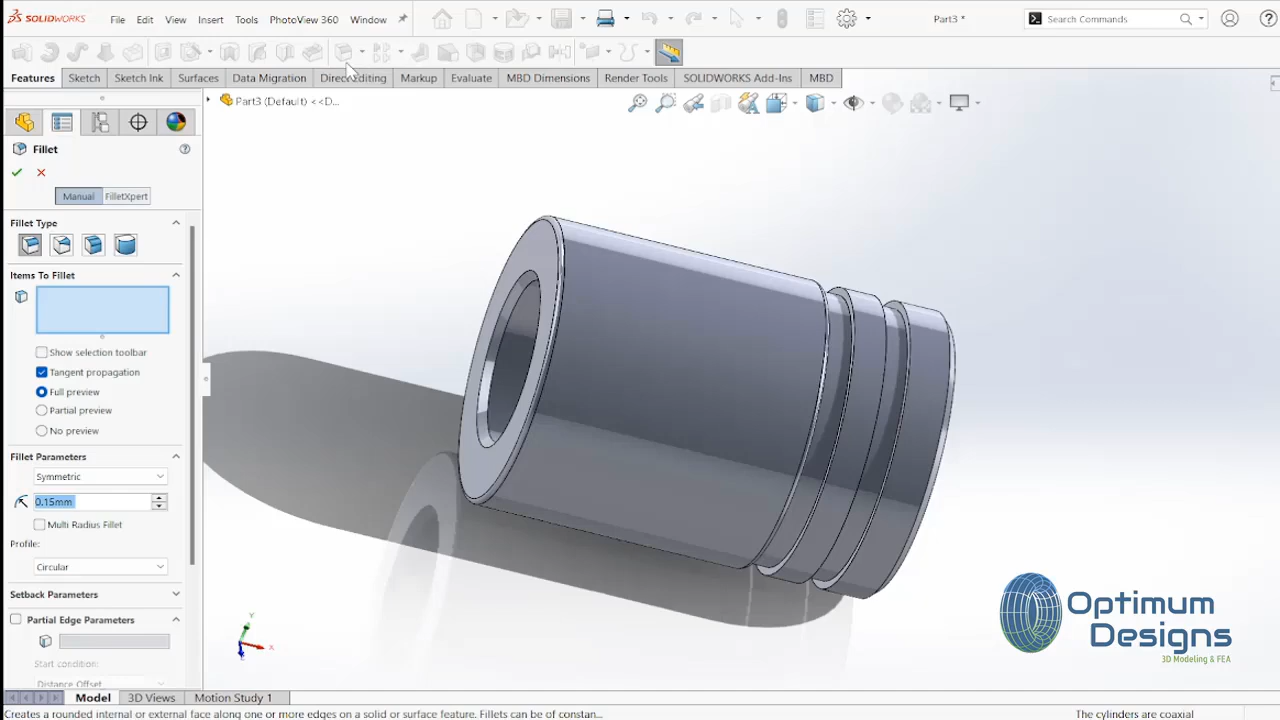 SOLIDWORKS File Edit View Insert Tools PhotoView 360 Window Part3 * Search Commands
Features Sketch Sketch Ink Surfaces Data Migration Direct Editing Markup Evaluate MBD Dimensions Render Tools SOLIDWORKS Add-Ins MBD
Part3 (Default) <<D...
Fillet
Manual FilletXpert
Fillet Type
Items To Fillet
Show selection toolbar
Tangent propagation
Full preview
Partial preview
No preview
Fillet Parameters
Symmetric
0.15mm
Multi Radius Fillet
Profile:
Circular
Setback Parameters
Partial Edge Parameters
Start condition:
Distance Offset
Y
X
Z
Optimum
Designs
3D Modeling & FEA
Model 3D Views Motion Study 1
Creates a rounded internal or external face along one or more edges on a solid or surface feature. Fillets can be of constan... The cylinders are coaxial